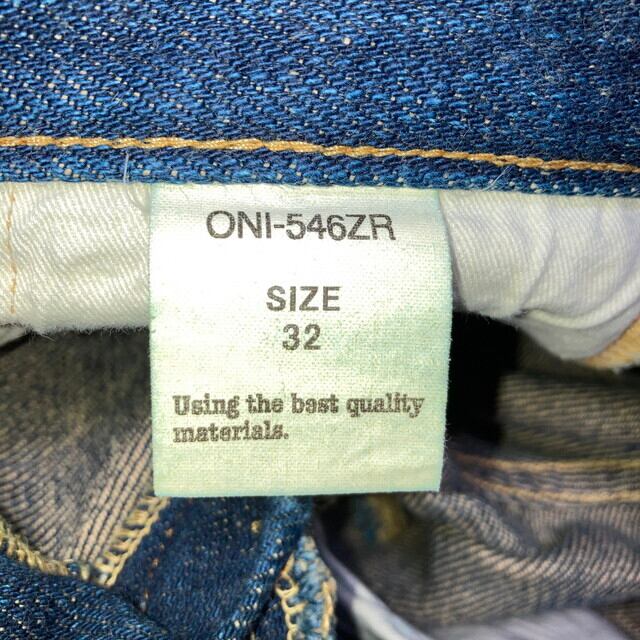 ONI-546ZR
SIZE
32
Using the best quality
materials.